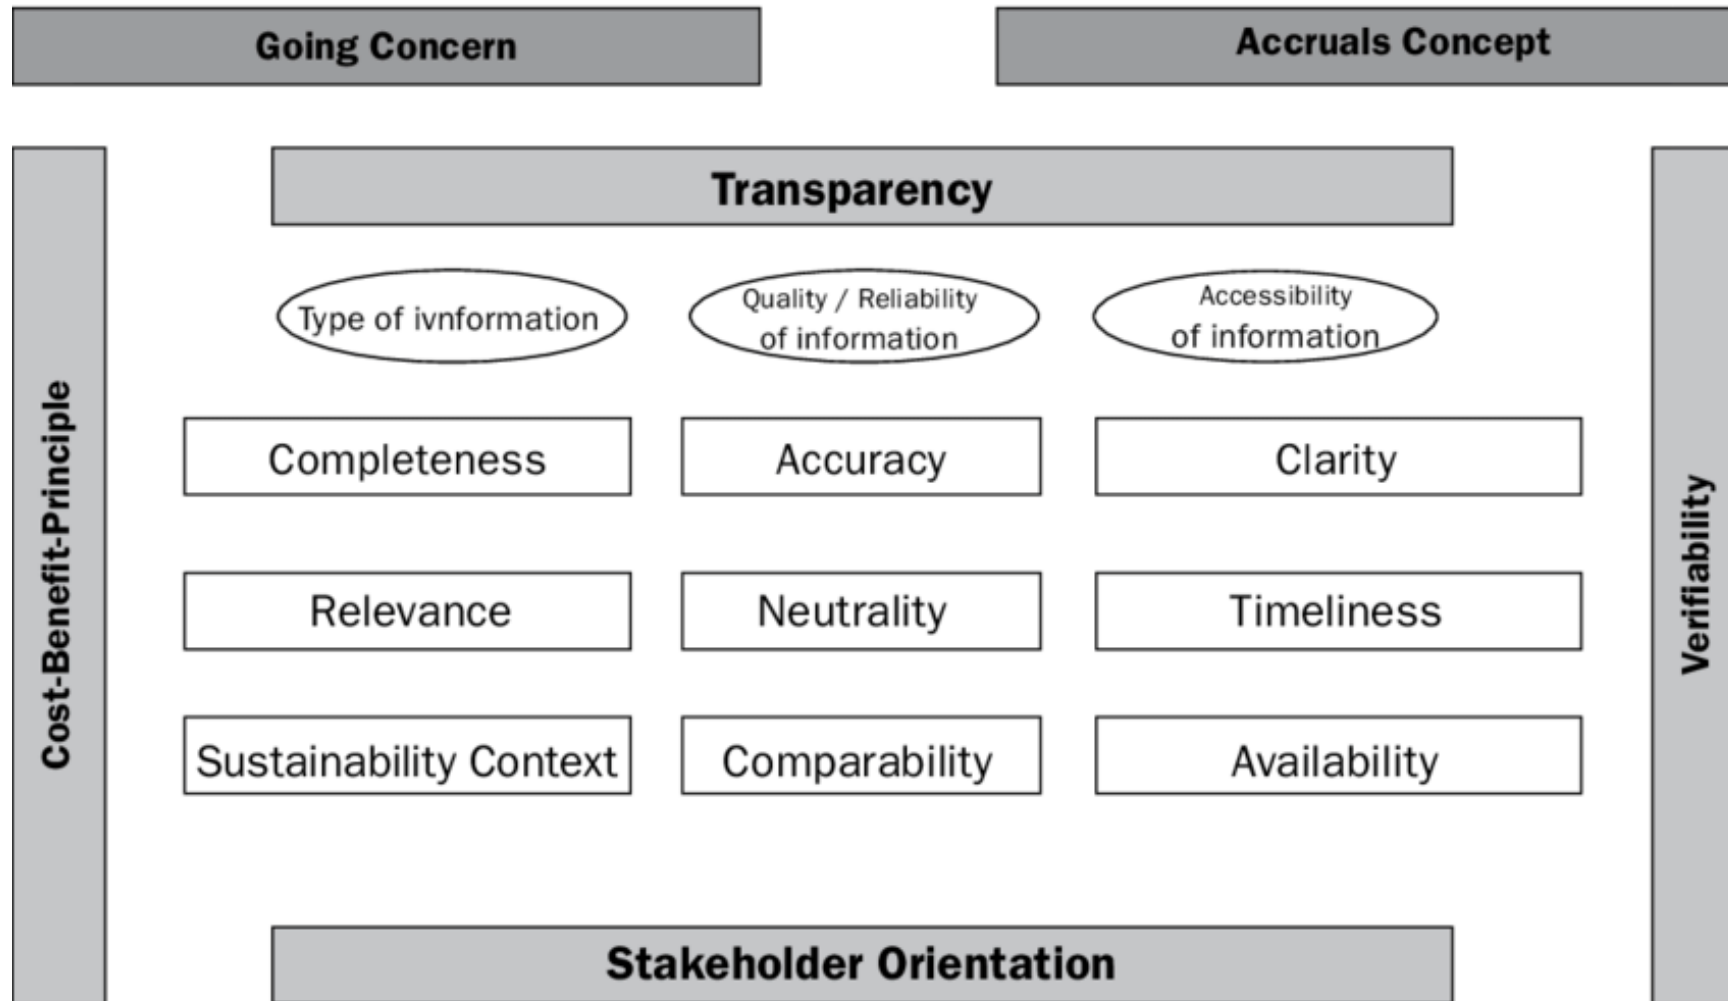 Going Concern
Accruals Concept
Transparency
Type of ivnformation
Quality / Reliability
of information
Accessibility
of information
Cost-Benefit-Principle
Completeness
Accuracy
Clarity
Relevance
Neutrality
Timeliness
Sustainability Context
Comparability
Availability
Verifiability
Stakeholder Orientation